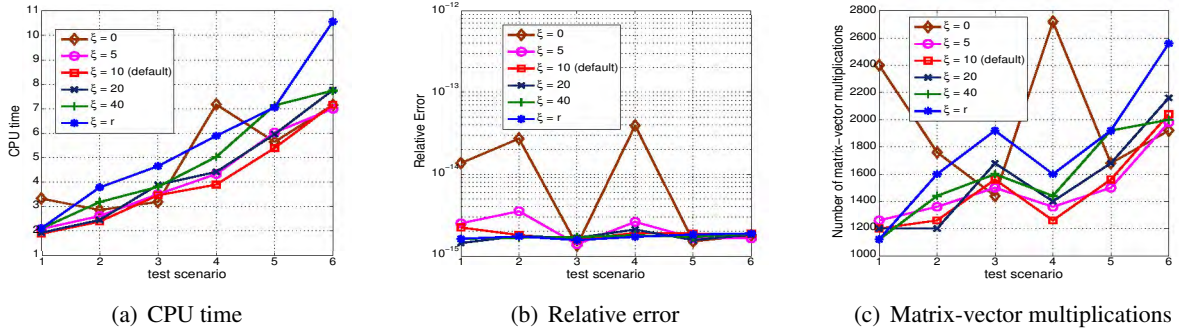 CPU time
11
10
9
8
7
6
5
4
3
2
1
ξ = 0
ξ = 5
ξ = 10 (default)
ξ = 20
ξ = 40
ξ = r
1 2 3 4 5 6
test scenario
(a) CPU time
Relative Error
10⁻¹²
10⁻¹³
10⁻¹⁴
10⁻¹⁵
ξ = 0
ξ = 5
ξ = 10 (default)
ξ = 20
ξ = 40
ξ = r
1 2 3 4 5 6
test scenario
(b) Relative error
Number of matrix-vector multiplications
2800
2600
2400
2200
2000
1800
1600
1400
1200
1000
ξ = 0
ξ = 5
ξ = 10 (default)
ξ = 20
ξ = 40
ξ = r
1 2 3 4 5 6
test scenario
(c) Matrix-vector multiplications